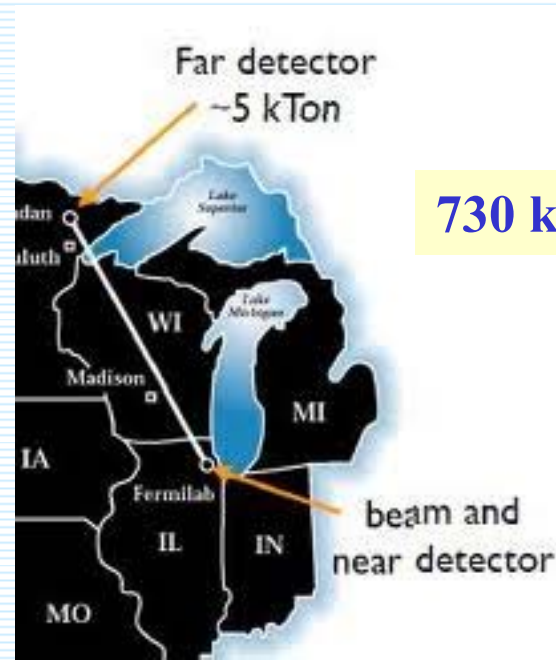 Far detector
~5 kTon
730 k
Lake
Superior
dan
uluth
Lake
Michigan
WI
Madison
MI
IA
Fermilab
beam and
near detector
IL
IN
MO